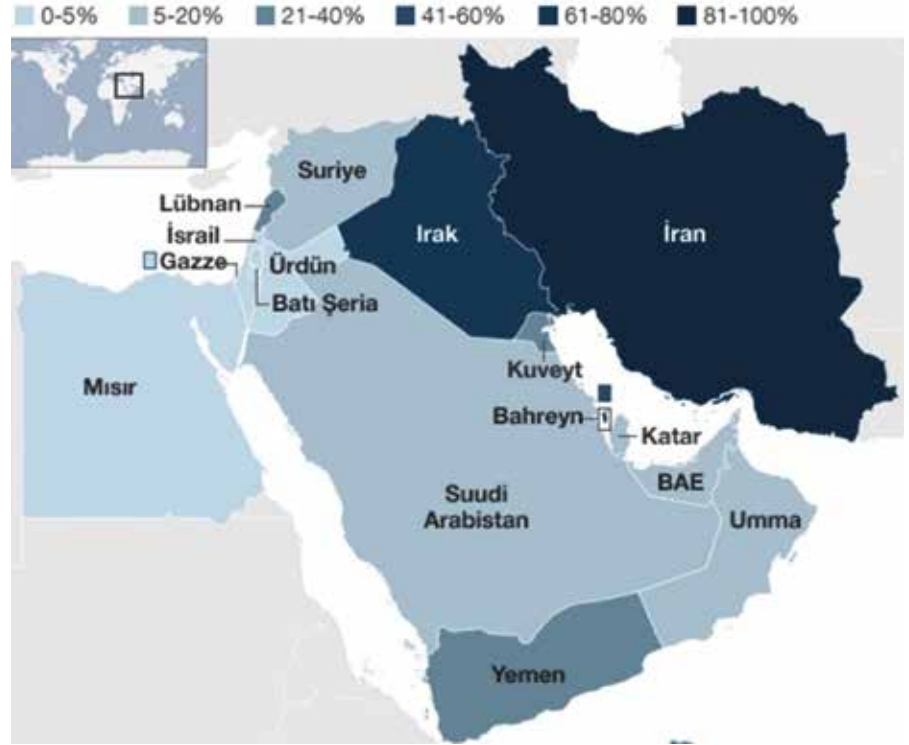 0-5% 5-20% 21-40% 41-60% 61-80% 81-100%
Suriye
Lübnan
Irak
İran
İsrail
Gazze
Ürdün
Batı Şeria
Kuveyt
Mısır
Bahreyn
Katar
BAE
Suudi
Arabistan
Umma
Yemen